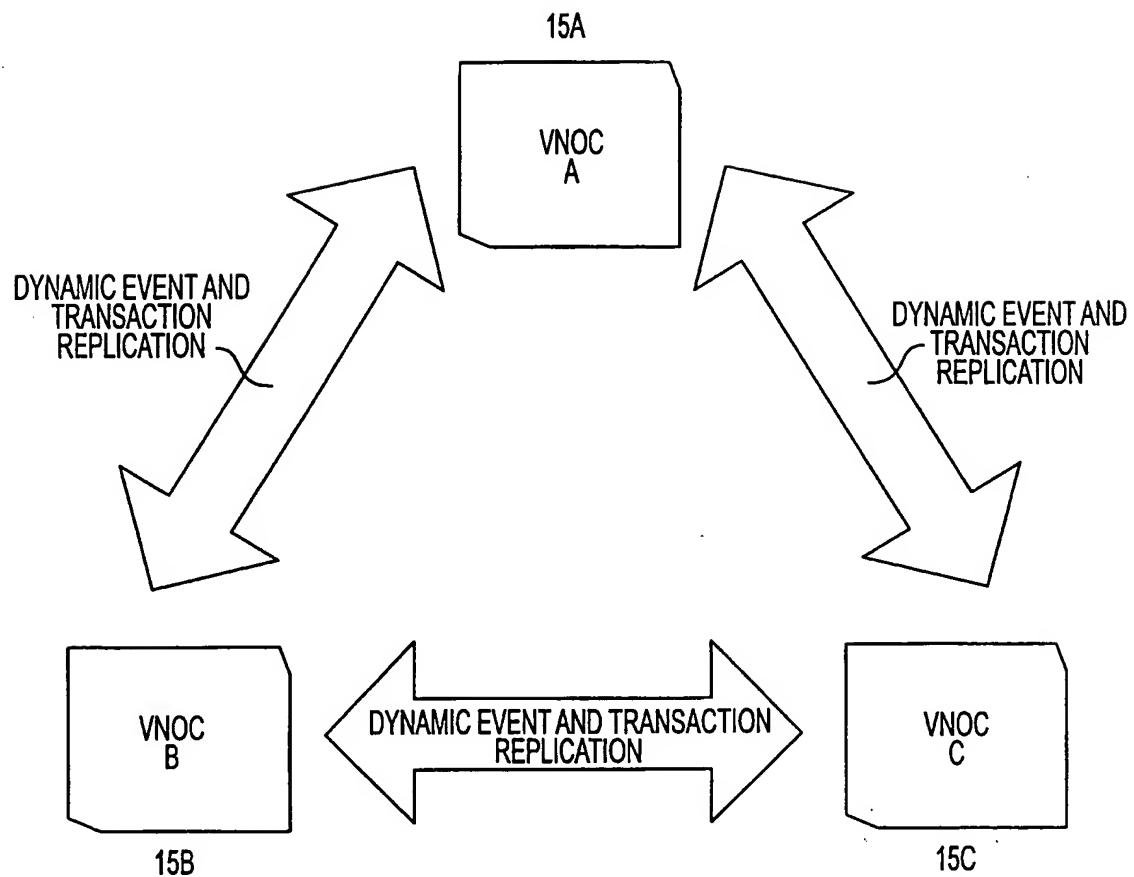 15A
VNOC
A
DYNAMIC EVENT AND
TRANSACTION
REPLICATION
DYNAMIC EVENT AND
TRANSACTION
REPLICATION
VNOC
B
DYNAMIC EVENT AND TRANSACTION
REPLICATION
VNOC
C
15B
15C